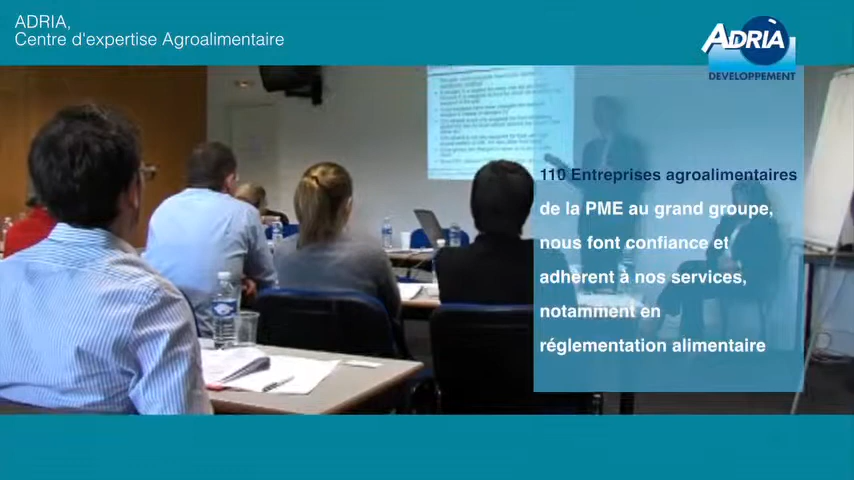 ADRIA,
Centre d'expertise Agroalimentaire
ADRIA
DEVELOPPEMENT
110 Entreprises agroalimentaires
de la PME au grand groupe,
nous font confiance et
adhèrent à nos services,
notamment en
réglementation alimentaire